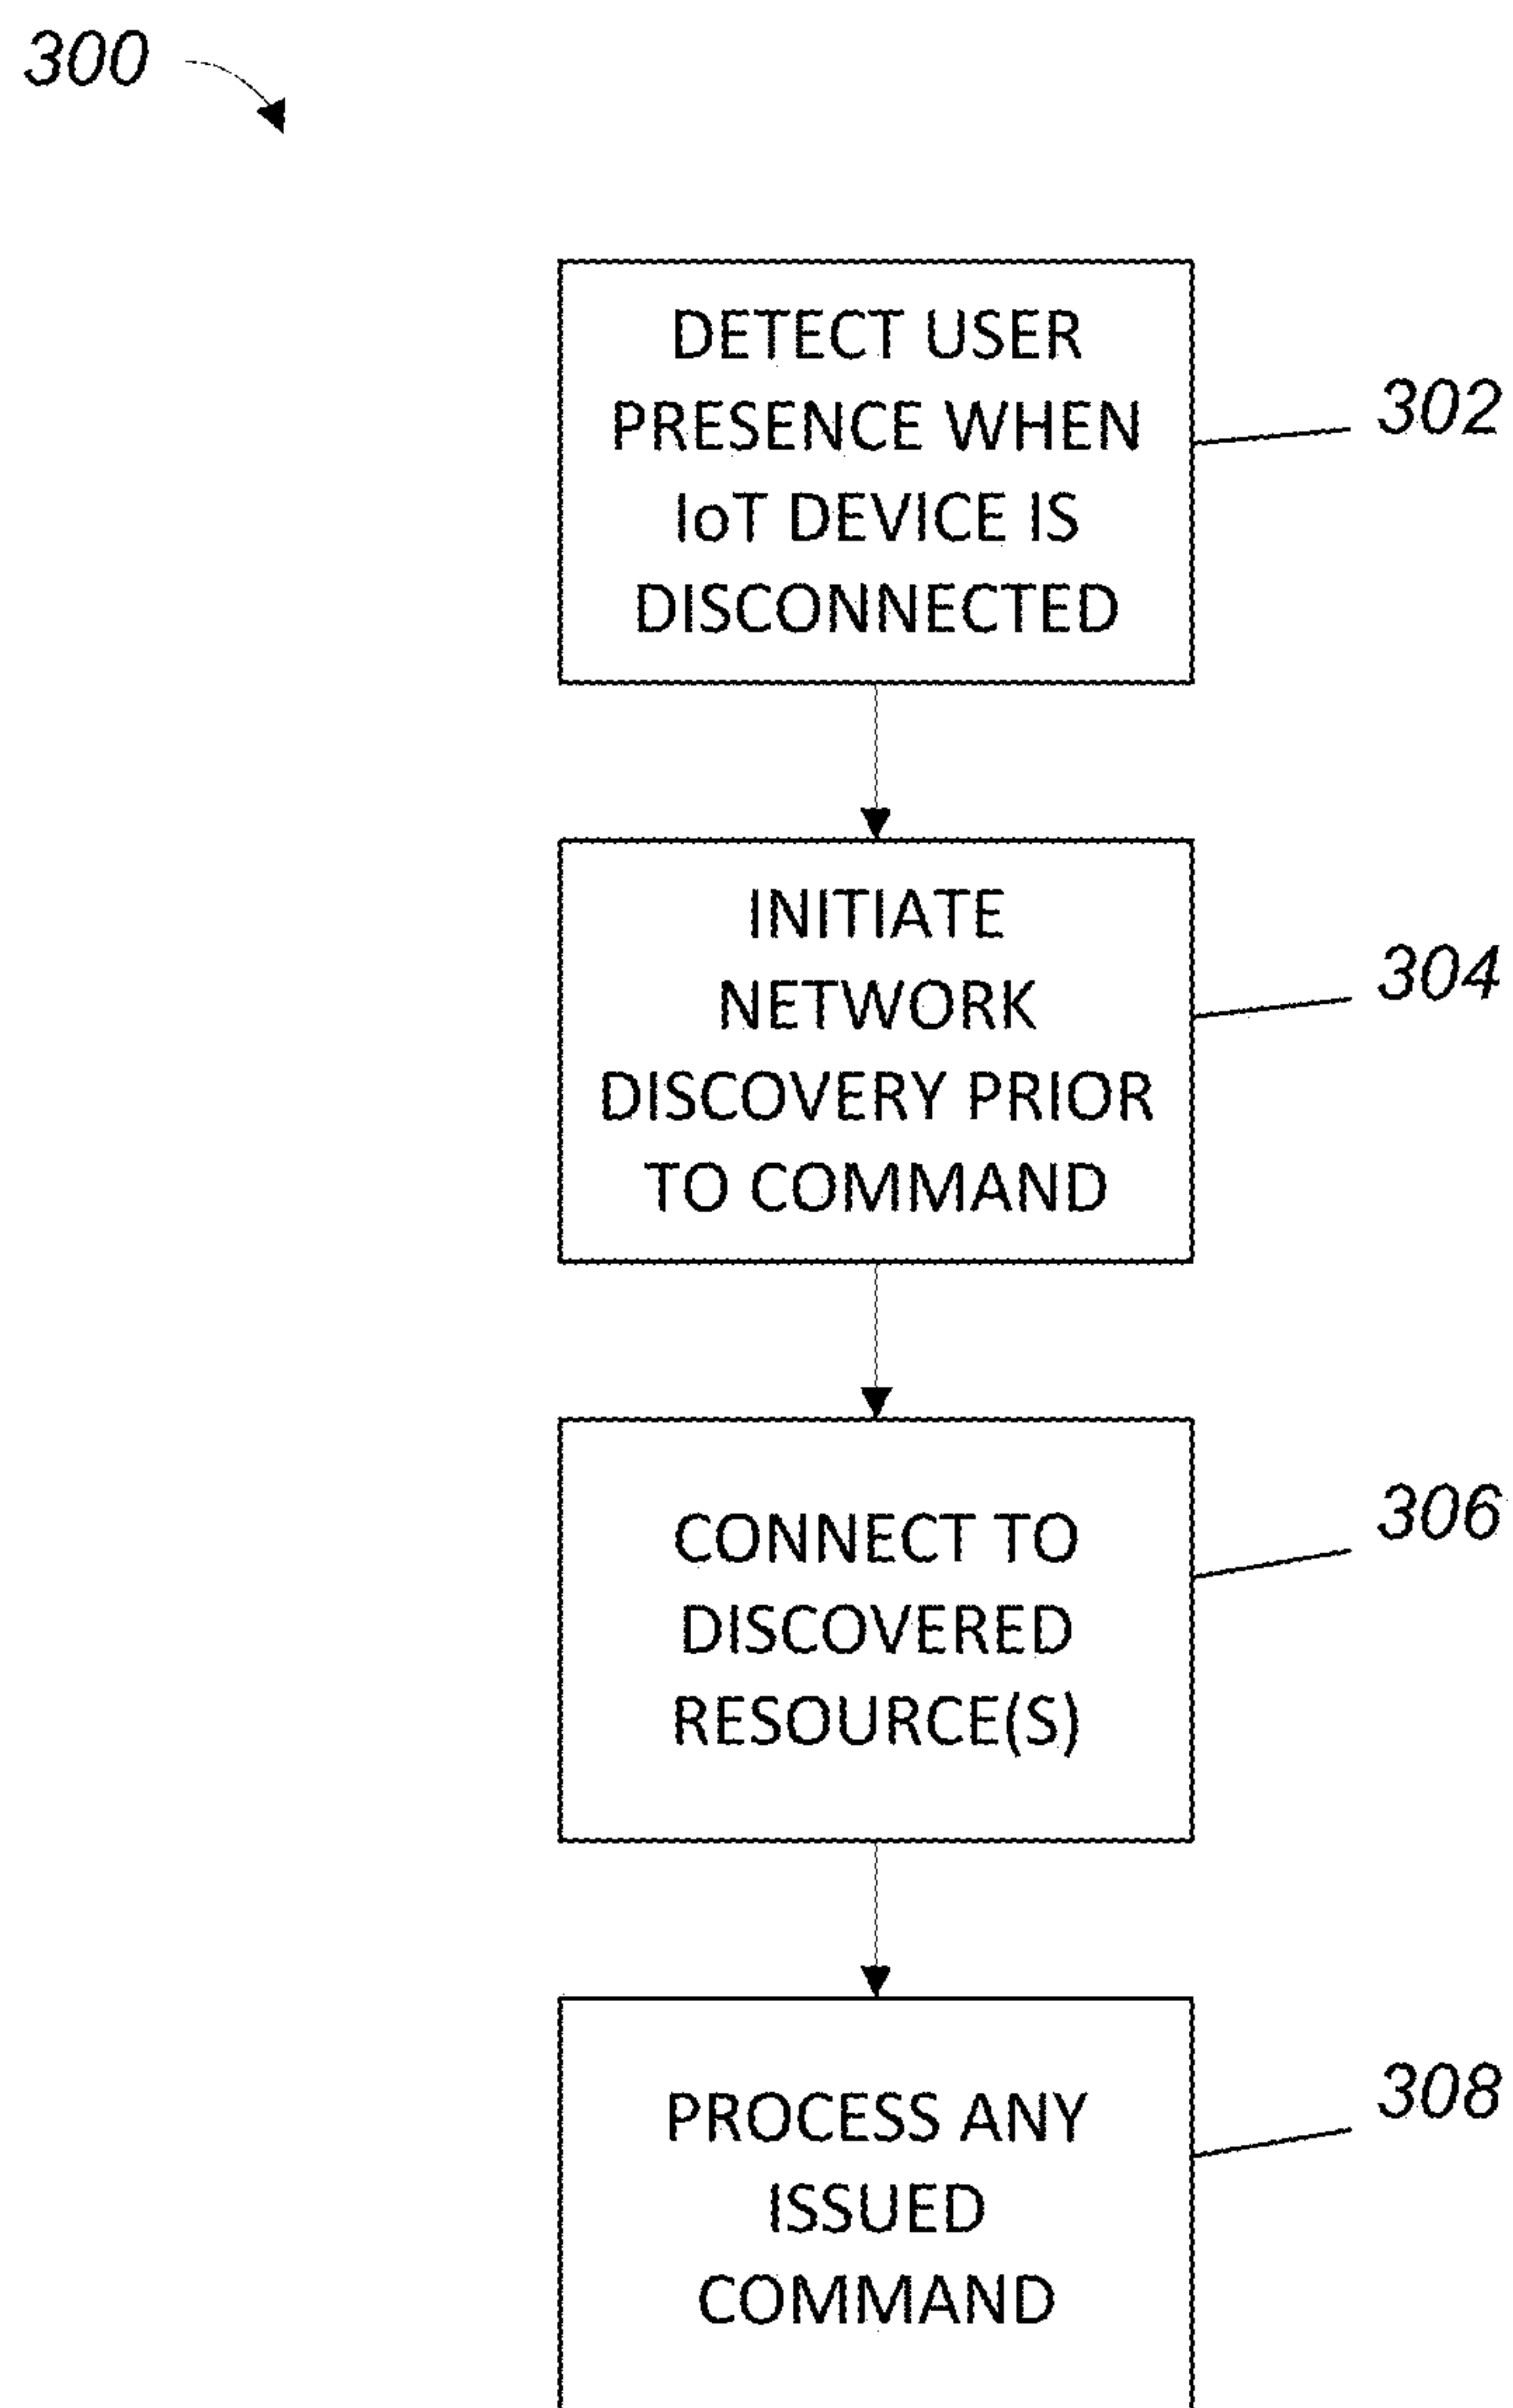 300
DETECT USER
PRESENCE WHEN
IoT DEVICE IS
DISCONNECTED
302
INITIATE
NETWORK
DISCOVERY PRIOR
TO COMMAND
304
CONNECT TO
DISCOVERED
RESOURCE(S)
306
PROCESS ANY
ISSUED
COMMAND
308